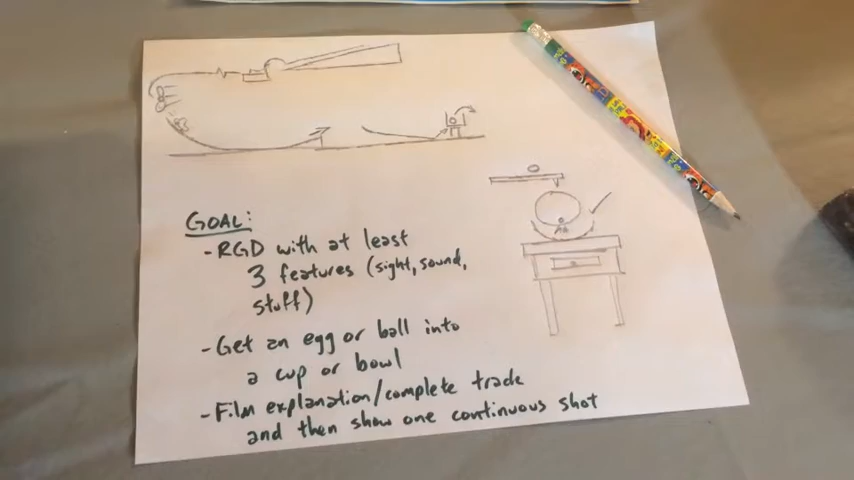 GOAL:
- RGD with at least
3 features (sight, sound,
stuff)
- Get an egg or ball into
a cup or bowl
- Film explanation/complete track
and then show one continuous shot